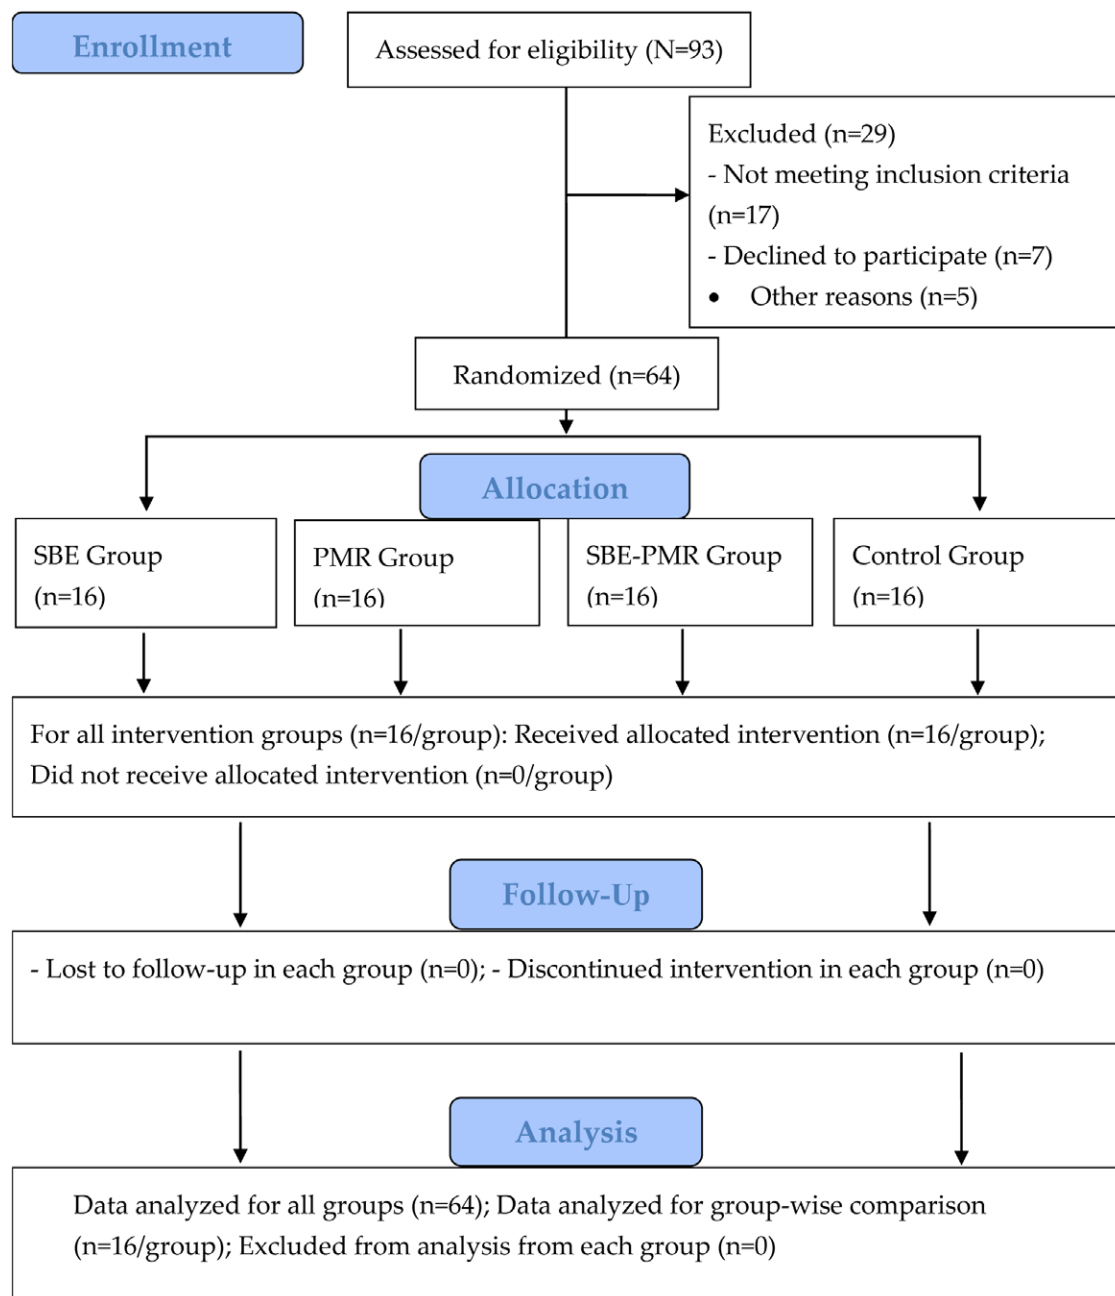 Enrollment
Assessed for eligibility (N=93)
Excluded (n=29)
- Not meeting inclusion criteria
(n=17)
- Declined to participate (n=7)
• Other reasons (n=5)
Randomized (n=64)
Allocation
SBE Group
(n=16)
PMR Group
(n=16)
SBE-PMR Group
(n=16)
Control Group
(n=16)
For all intervention groups (n=16/group): Received allocated intervention (n=16/group);
Did not receive allocated intervention (n=0/group)
Follow-Up
- Lost to follow-up in each group (n=0); - Discontinued intervention in each group (n=0)
Analysis
Data analyzed for all groups (n=64); Data analyzed for group-wise comparison
(n=16/group); Excluded from analysis from each group (n=0)